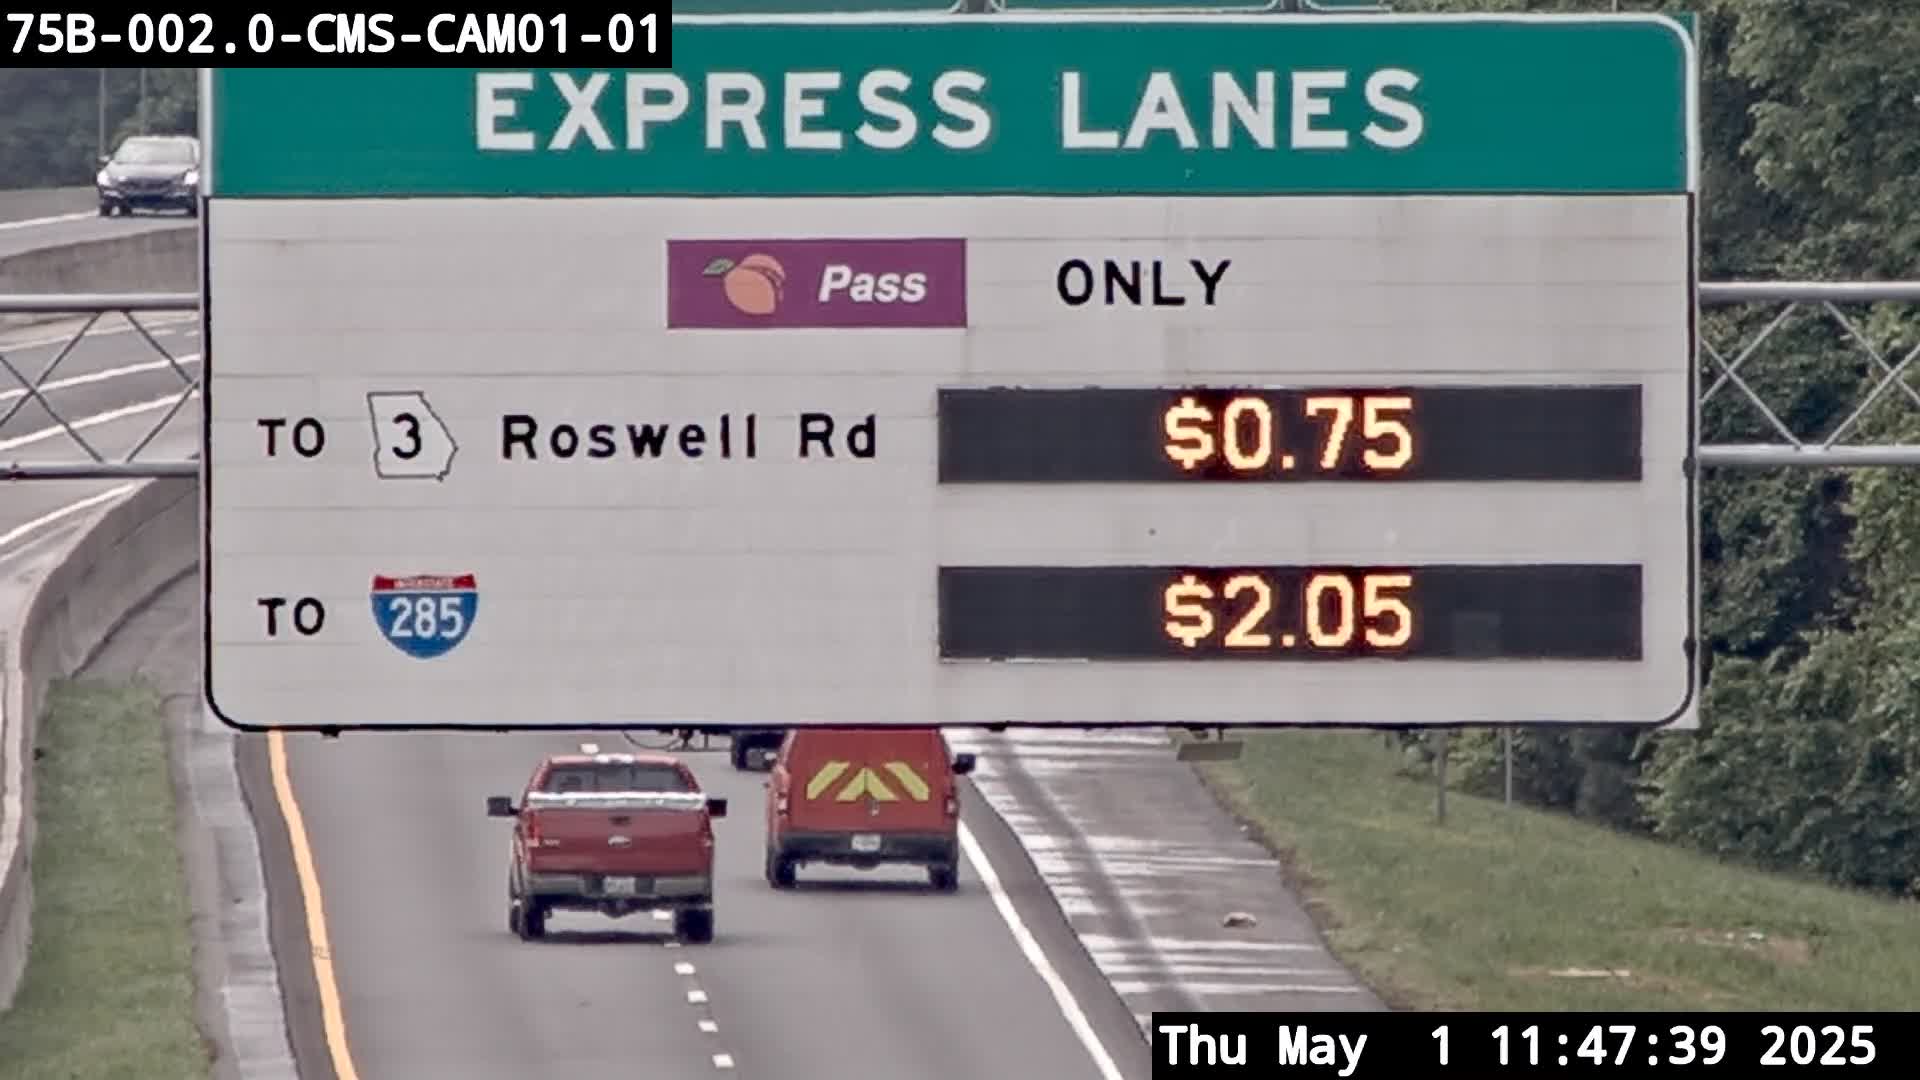 75B-002.0-CMS-CAM01-01
EXPRESS LANES
Pass ONLY
TO 3 Roswell Rd $0.75
INTERSTATE
TO 285 $2.05
Thu May 1 11:47:39 2025